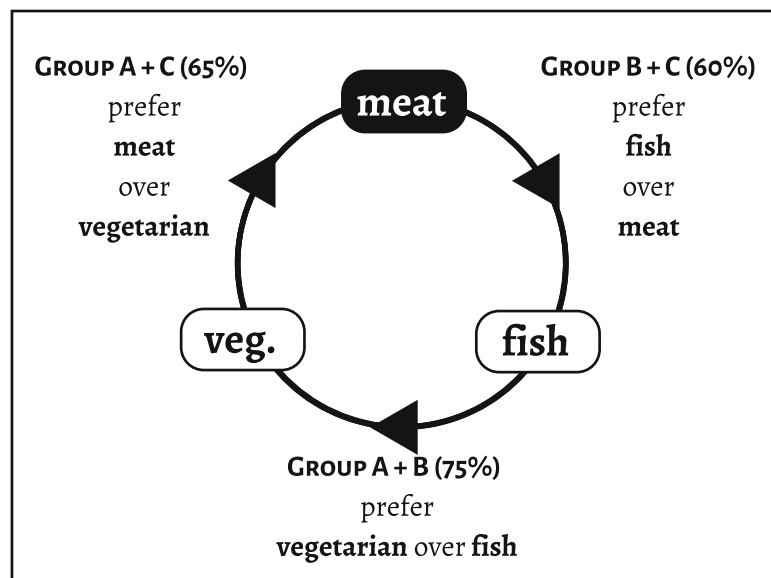 GROUP A + C (65%)
prefer
meat
over
vegetarian
meat
GROUP B + C (60%)
prefer
fish
over
meat
veg.
fish
GROUP A + B (75%)
prefer
vegetarian over fish